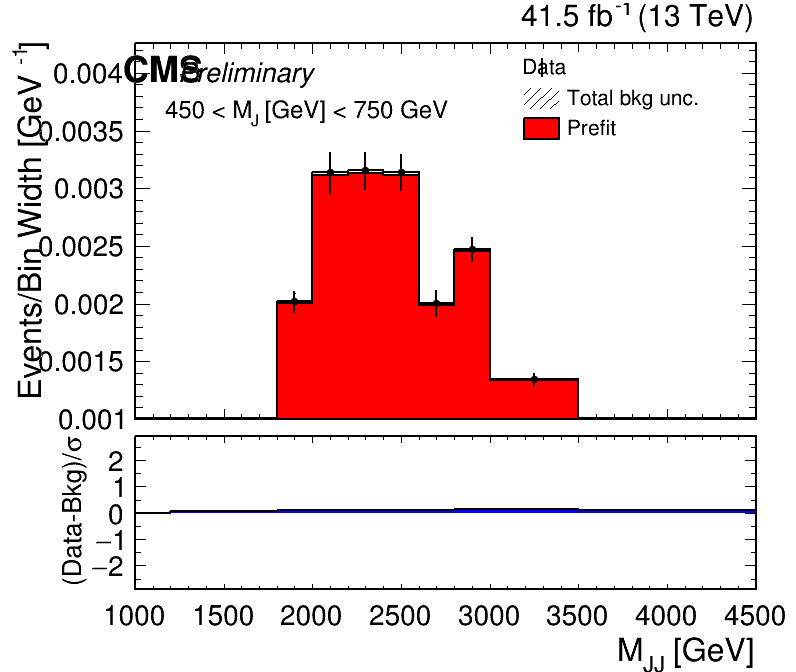 41.5 fb⁻¹ (13 TeV)
CMS Preliminary
450 < M_J [GeV] < 750 GeV
Data
Total bkg unc.
Prefit
Events/Bin Width [GeV⁻¹]
0.004
0.0035
0.003
0.0025
0.002
0.0015
0.001
(Data-Bkg)/σ
2
1
0
−1
−2
1000 1500 2000 2500 3000 3500 4000 4500
M_JJ [GeV]